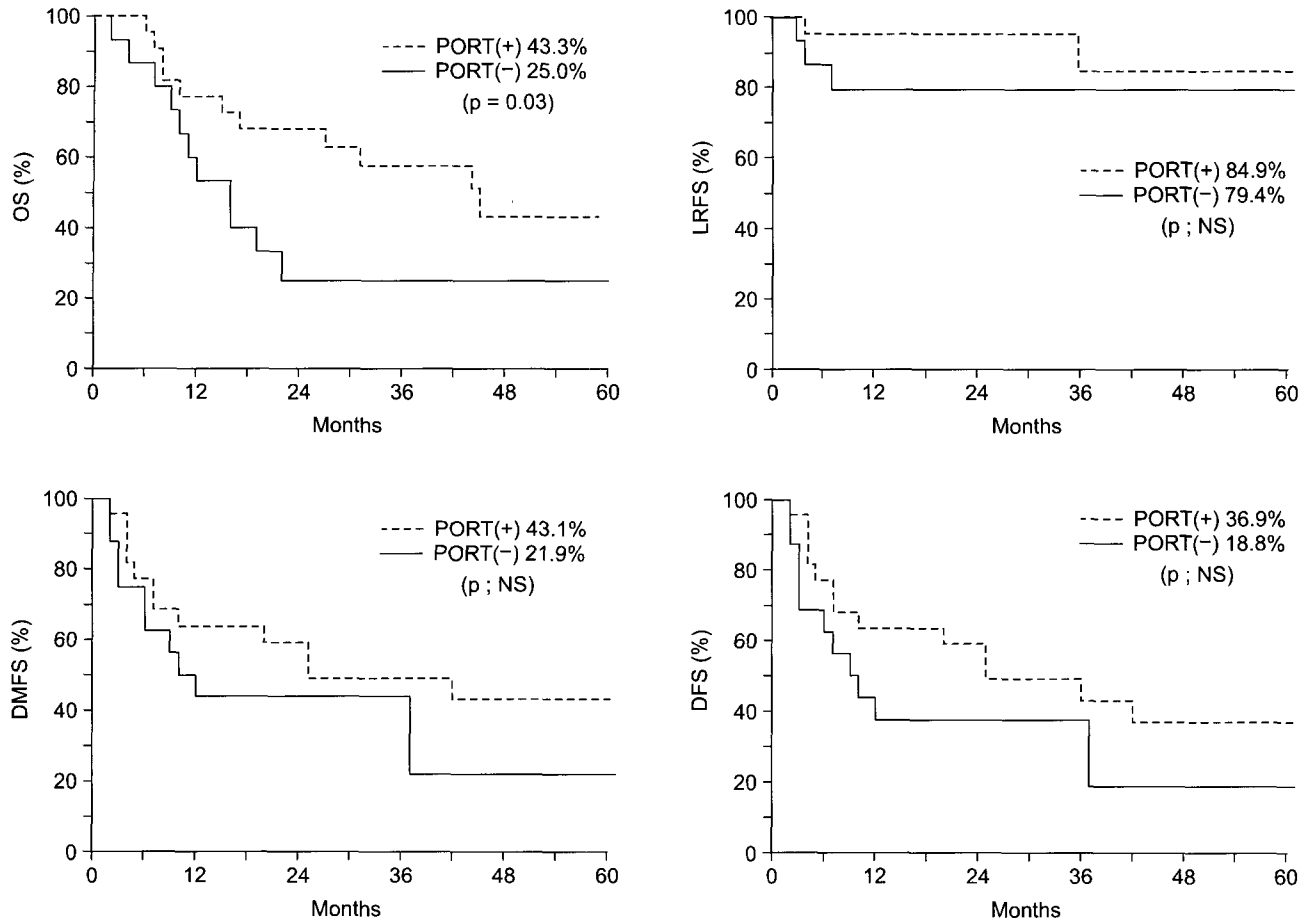 OS (%)
100
80
60
40
20
0
PORT(+) 43.3%
PORT(−) 25.0%
(p = 0.03)
0 12 24 36 48 60
Months
LRFS (%)
100
80
60
40
20
0
PORT(+) 84.9%
PORT(−) 79.4%
(p ; NS)
0 12 24 36 48 60
Months
DMFS (%)
100
80
60
40
20
0
PORT(+) 43.1%
PORT(−) 21.9%
(p ; NS)
0 12 24 36 48 60
Months
DFS (%)
100
80
60
40
20
0
PORT(+) 36.9%
PORT(−) 18.8%
(p ; NS)
0 12 24 36 48 60
Months